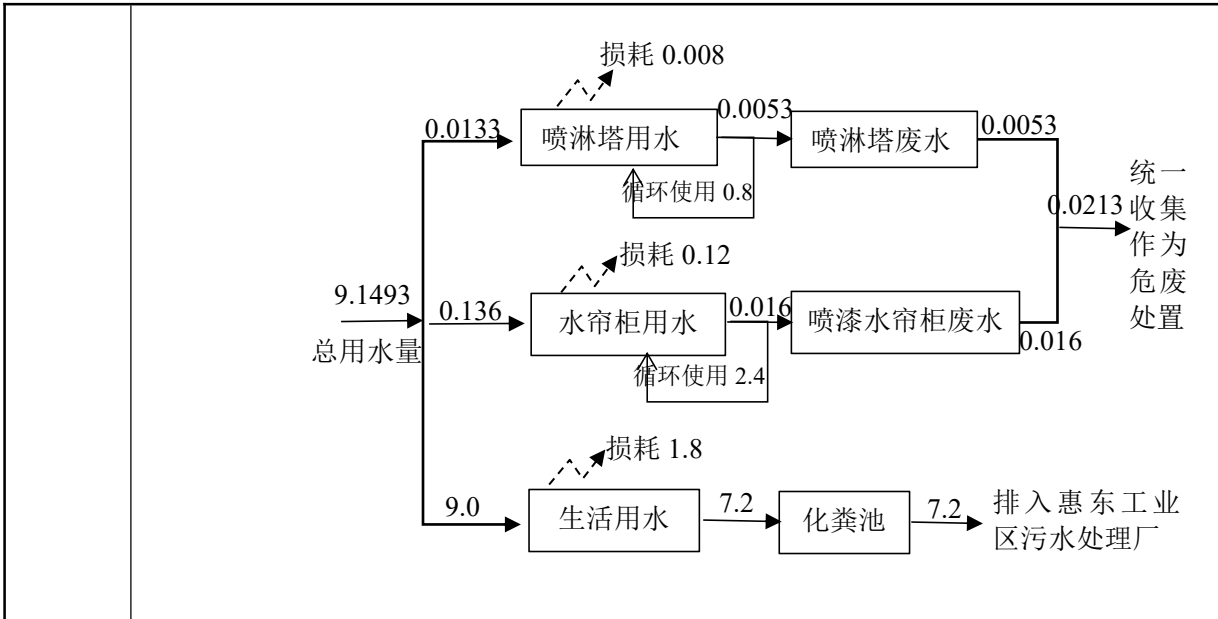 损耗 0.008
0.0133
喷淋塔用水
0.0053
喷淋塔废水
0.0053
循环使用 0.8
统一
收集
作为
危废
处置
0.0213
损耗 0.12
9.1493
总用水量
0.136
水帘柜用水
0.016
喷漆水帘柜废水
0.016
循环使用 2.4
损耗 1.8
9.0
生活用水
7.2
化粪池
7.2
排入惠东工业
区污水处理厂